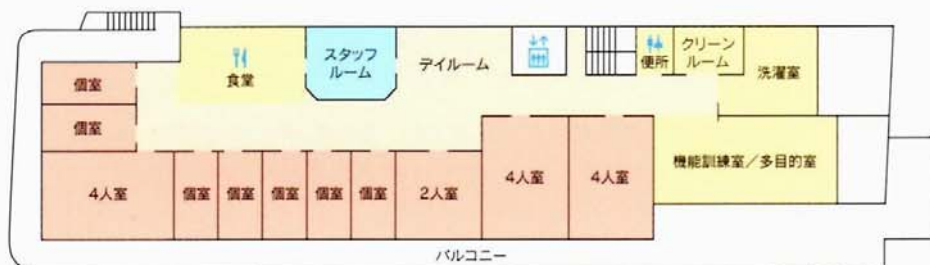 食堂
スタッフ
ルーム
デイルーム
便所
クリーン
ルーム
洗濯室
個室
個室
4人室
個室
個室
個室
個室
個室
2人室
4人室
4人室
機能訓練室/多目的室
バルコニー